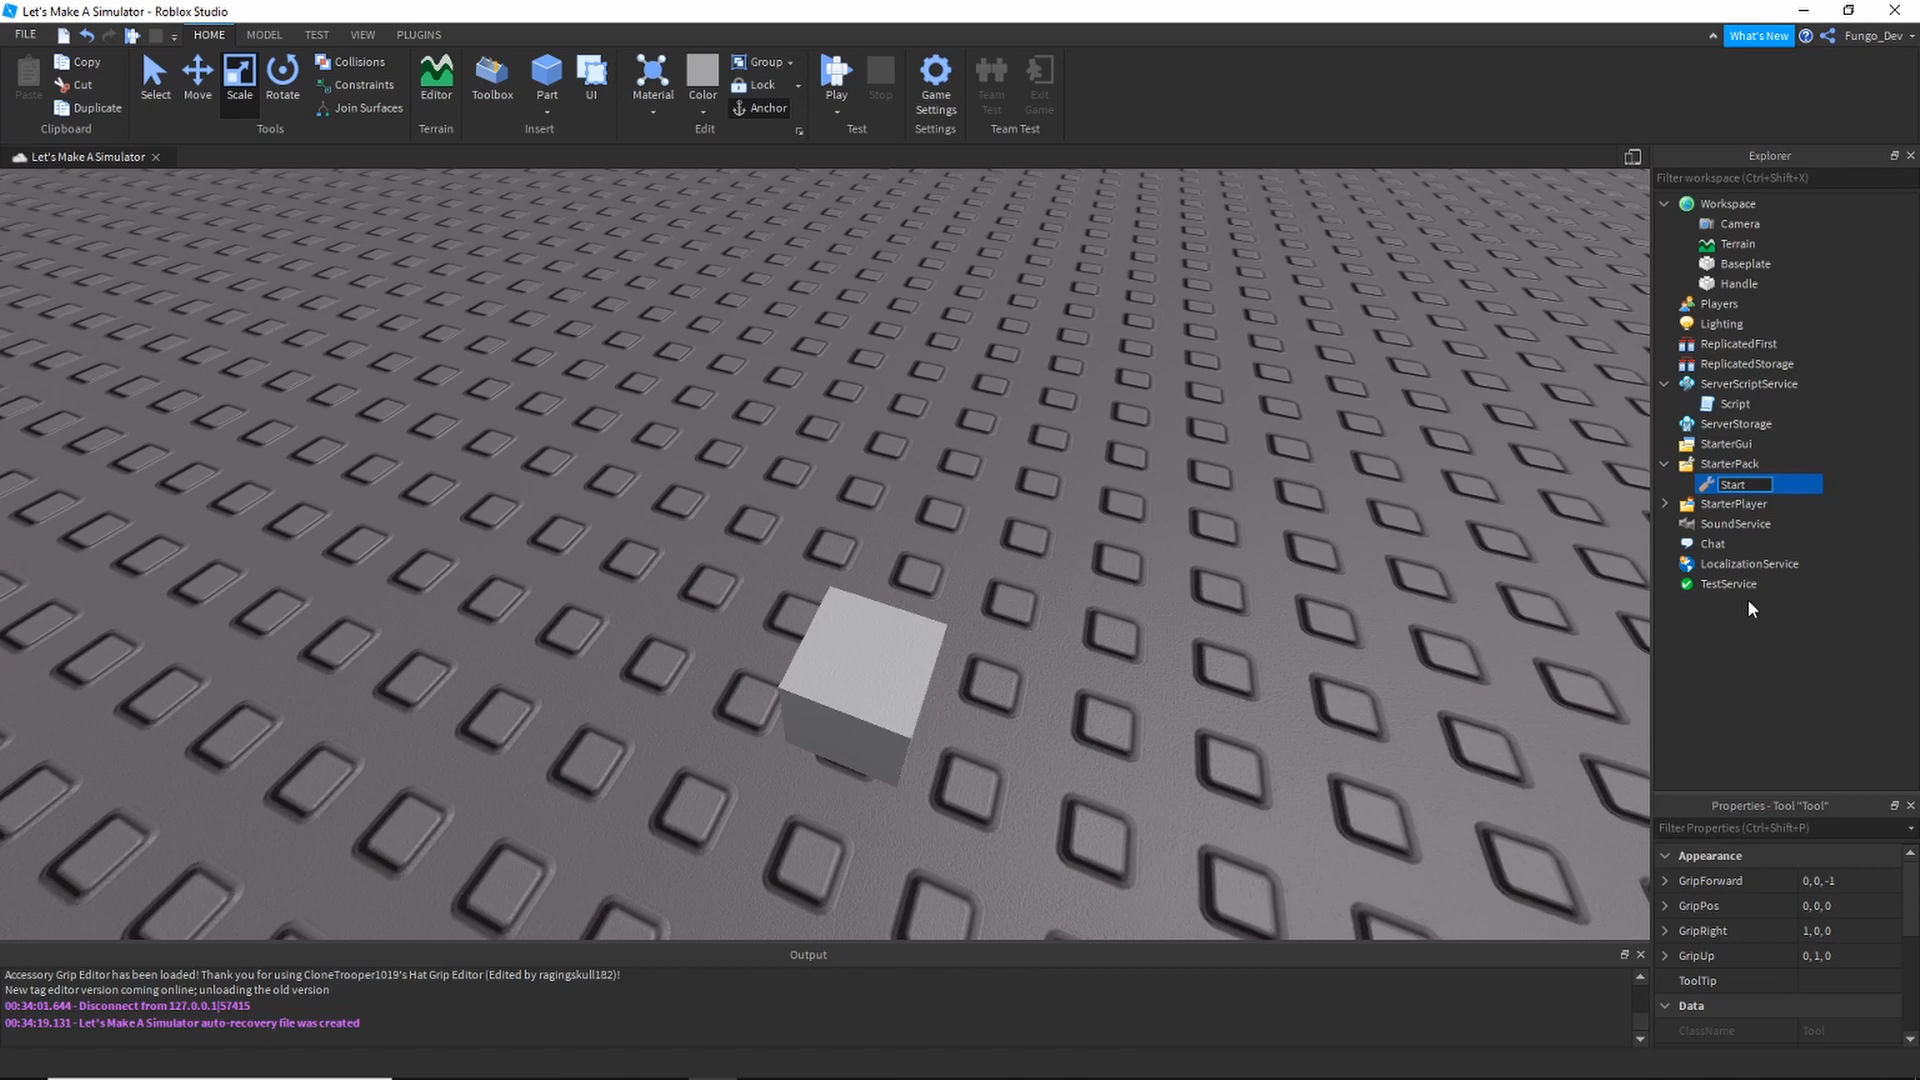 Let's Make A Simulator - Roblox Studio
FILE
HOME
MODEL
TEST
VIEW
PLUGINS
What's New
Fungo_Dev
Paste
Copy
Cut
Duplicate
Clipboard
Select
Move
Scale
Rotate
Collisions
Constraints
Join Surfaces
Tools
Editor
Terrain
Toolbox
Part
UI
Insert
Material
Color
Group
Lock
Anchor
Edit
Play
Stop
Test
Game
Settings
Settings
Team
Test
Exit
Game
Team Test
Let's Make A Simulator
Explorer
Filter workspace (Ctrl+Shift+X)
Workspace
Camera
Terrain
Baseplate
Handle
Players
Lighting
ReplicatedFirst
ReplicatedStorage
ServerScriptService
Script
ServerStorage
StarterGui
StarterPack
Start
StarterPlayer
SoundService
Chat
LocalizationService
TestService
Properties - Tool "Tool"
Filter Properties (Ctrl+Shift+P)
Appearance
GripForward 0, 0, -1
GripPos 0, 0, 0
GripRight 1, 0, 0
GripUp 0, 1, 0
ToolTip
Data
ClassName Tool
Output
Accessory Grip Editor has been loaded! Thank you for using CloneTrooper1019's Hat Grip Editor (Edited by ragingskull182)!
New tag editor version coming online; unloading the old version
00:34:01.644 - Disconnect from 127.0.0.1|57415
00:34:19.131 - Let's Make A Simulator auto-recovery file was created